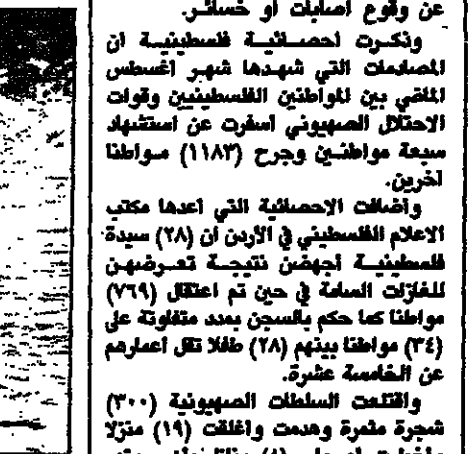 عن وقوع اصابات او خسائر.
وذكرت احصائية فلسطينية ان
المصادمات التي شهدها شهر اغسطس
الماضي بين المواطنين الفلسطينيين وقوات
الاحتلال الصهيوني اسفرت عن استشهاد
سبعة مواطنين وجرح (١١٨٣) مواطنا
آخرين.
واضافت الاحصائية التي اعدها مكتب
الاعلام الفلسطيني في الأردن ان (٢٨) سيدة
فلسطينية اجهضن نتيجة تعرضهن
للغازات السامة في حين تم اعتقال (٧٦٩)
مواطنا كما حكم بالسجن بمدد متفاوتة على
(٣٤) مواطنا بينهم (٢٨) طفلا تقل أعمارهم
عن الخامسة عشرة.
واقتلعت السلطات الصهيونية (٣٠٠)
شجرة مثمرة وهدمت واغلقت (١٩) منزلا